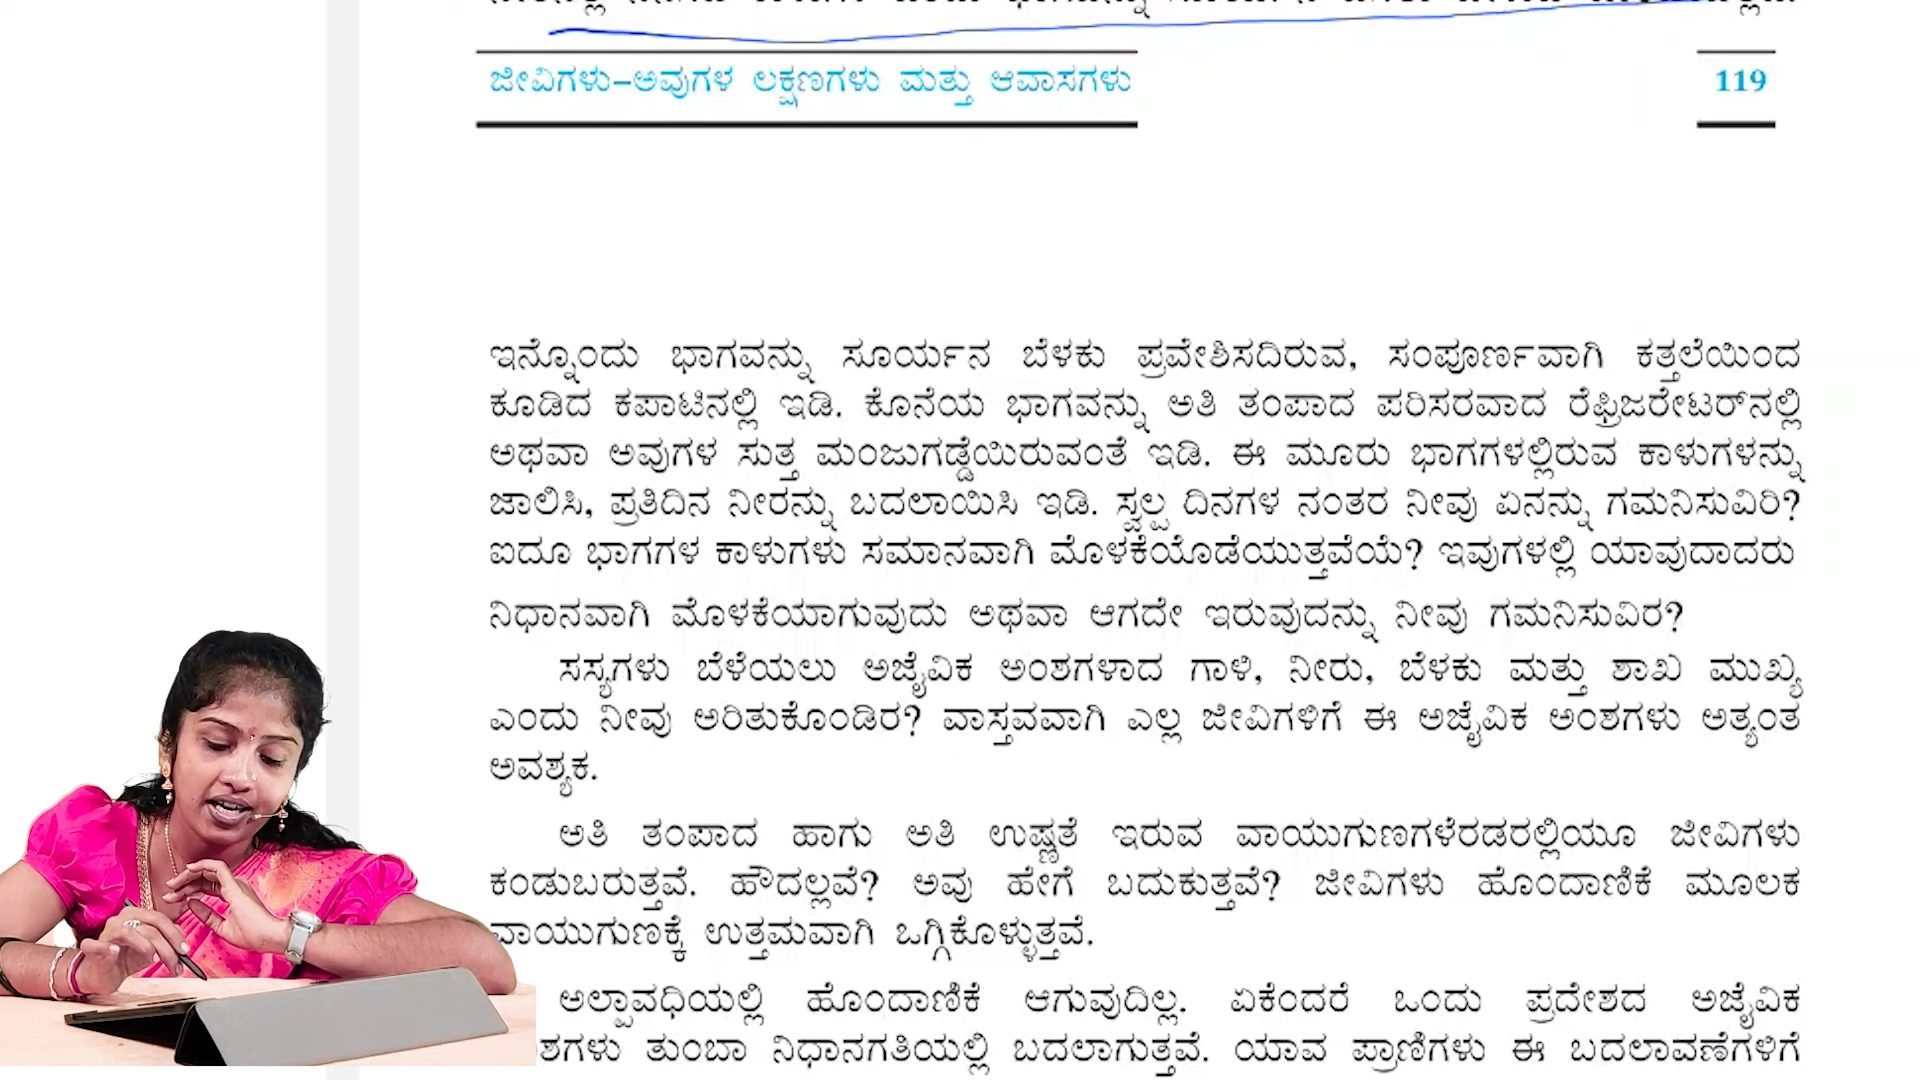 ಜೀವಿಗಳು–ಅವುಗಳ ಲಕ್ಷಣಗಳು ಮತ್ತು ಆವಾಸಗಳು 119
ಇನ್ನೊಂದು ಭಾಗವನ್ನು ಸೂರ್ಯನ ಬೆಳಕು ಪ್ರವೇಶಿಸದಿರುವ, ಸಂಪೂರ್ಣವಾಗಿ ಕತ್ತಲೆಯಿಂದ
ಕೂಡಿದ ಕಪಾಟಿನಲ್ಲಿ ಇಡಿ. ಕೊನೆಯ ಭಾಗವನ್ನು ಅತಿ ತಂಪಾದ ಪರಿಸರವಾದ ರೆಫ್ರಿಜರೇಟರ್‌ನಲ್ಲಿ
ಅಥವಾ ಅವುಗಳ ಸುತ್ತ ಮಂಜುಗಡ್ಡೆಯಿರುವಂತೆ ಇಡಿ. ಈ ಮೂರು ಭಾಗಗಳಲ್ಲಿರುವ ಕಾಳುಗಳನ್ನು
ಜಾಲಿಸಿ, ಪ್ರತಿದಿನ ನೀರನ್ನು ಬದಲಾಯಿಸಿ ಇಡಿ. ಸ್ವಲ್ಪ ದಿನಗಳ ನಂತರ ನೀವು ಏನನ್ನು ಗಮನಿಸುವಿರಿ?
ಐದೂ ಭಾಗಗಳ ಕಾಳುಗಳು ಸಮಾನವಾಗಿ ಮೊಳಕೆಯೊಡೆಯುತ್ತವೆಯೆ? ಇವುಗಳಲ್ಲಿ ಯಾವುದಾದರು
ನಿಧಾನವಾಗಿ ಮೊಳಕೆಯಾಗುವುದು ಅಥವಾ ಆಗದೇ ಇರುವುದನ್ನು ನೀವು ಗಮನಿಸುವಿರ?
ಸಸ್ಯಗಳು ಬೆಳೆಯಲು ಅಜೈವಿಕ ಅಂಶಗಳಾದ ಗಾಳಿ, ನೀರು, ಬೆಳಕು ಮತ್ತು ಶಾಖ ಮುಖ್ಯ
ಎಂದು ನೀವು ಅರಿತುಕೊಂಡಿರ? ವಾಸ್ತವವಾಗಿ ಎಲ್ಲ ಜೀವಿಗಳಿಗೆ ಈ ಅಜೈವಿಕ ಅಂಶಗಳು ಅತ್ಯಂತ
ಅವಶ್ಯಕ.
ಅತಿ ತಂಪಾದ ಹಾಗು ಅತಿ ಉಷ್ಣತೆ ಇರುವ ವಾಯುಗುಣಗಳೆರಡರಲ್ಲಿಯೂ ಜೀವಿಗಳು
ಕಂಡುಬರುತ್ತವೆ. ಹೌದಲ್ಲವೆ? ಅವು ಹೇಗೆ ಬದುಕುತ್ತವೆ? ಜೀವಿಗಳು ಹೊಂದಾಣಿಕೆ ಮೂಲಕ
ವಾಯುಗುಣಕ್ಕೆ ಉತ್ತಮವಾಗಿ ಒಗ್ಗಿಕೊಳ್ಳುತ್ತವೆ.
ಅಲ್ಪಾವಧಿಯಲ್ಲಿ ಹೊಂದಾಣಿಕೆ ಆಗುವುದಿಲ್ಲ. ಏಕೆಂದರೆ ಒಂದು ಪ್ರದೇಶದ ಅಜೈವಿಕ
ತುಂಬಾ ನಿಧಾನಗತಿಯಲ್ಲಿ ಬದಲಾಗುತ್ತವೆ. ಯಾವ ಪ್ರಾಣಿಗಳು ಈ ಬದಲಾವಣೆಗಳಿಗೆ